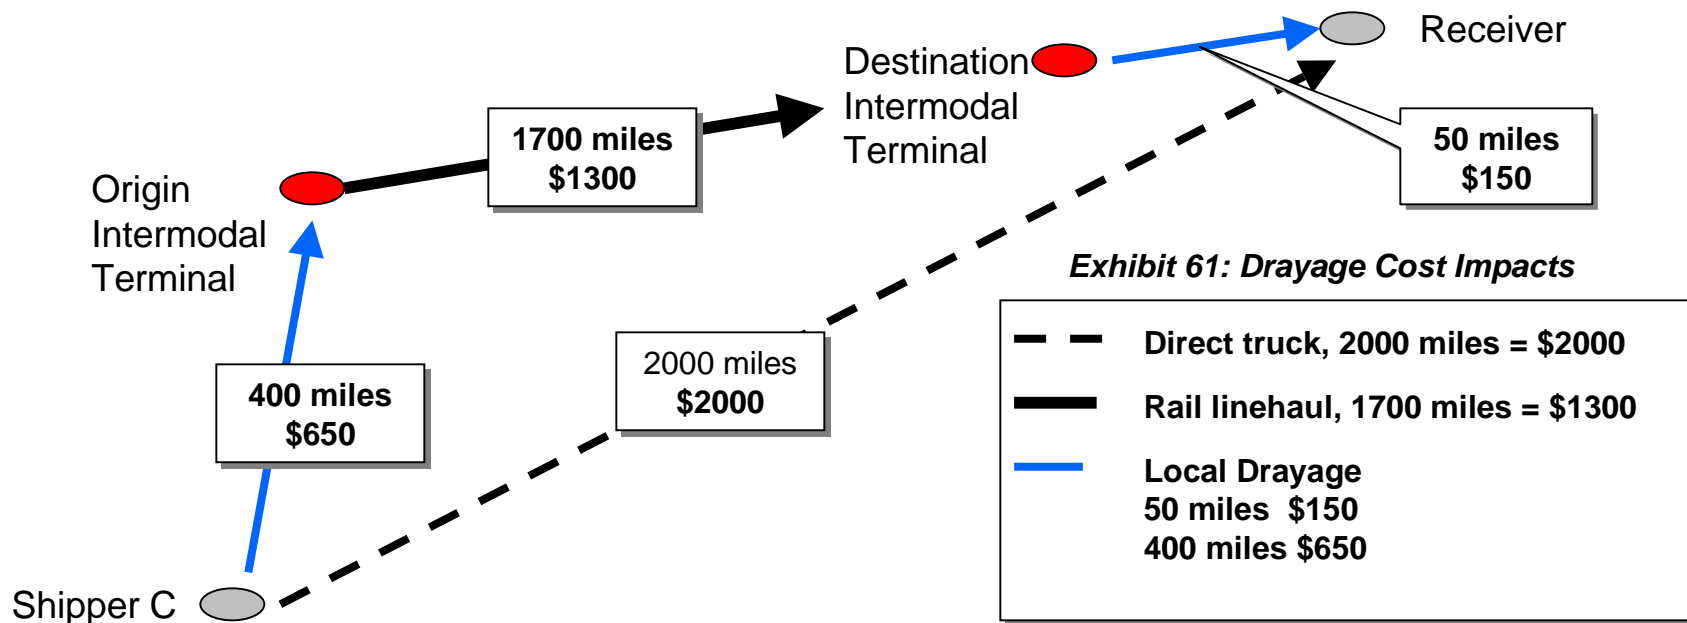 Receiver
Destination
Intermodal
Terminal
1700 miles
$1300
50 miles
$150
Origin
Intermodal
Terminal
Exhibit 61: Drayage Cost Impacts
Direct truck, 2000 miles = $2000
2000 miles
$2000
400 miles
$650
Rail linehaul, 1700 miles = $1300
Local Drayage
50 miles $150
400 miles $650
Shipper C